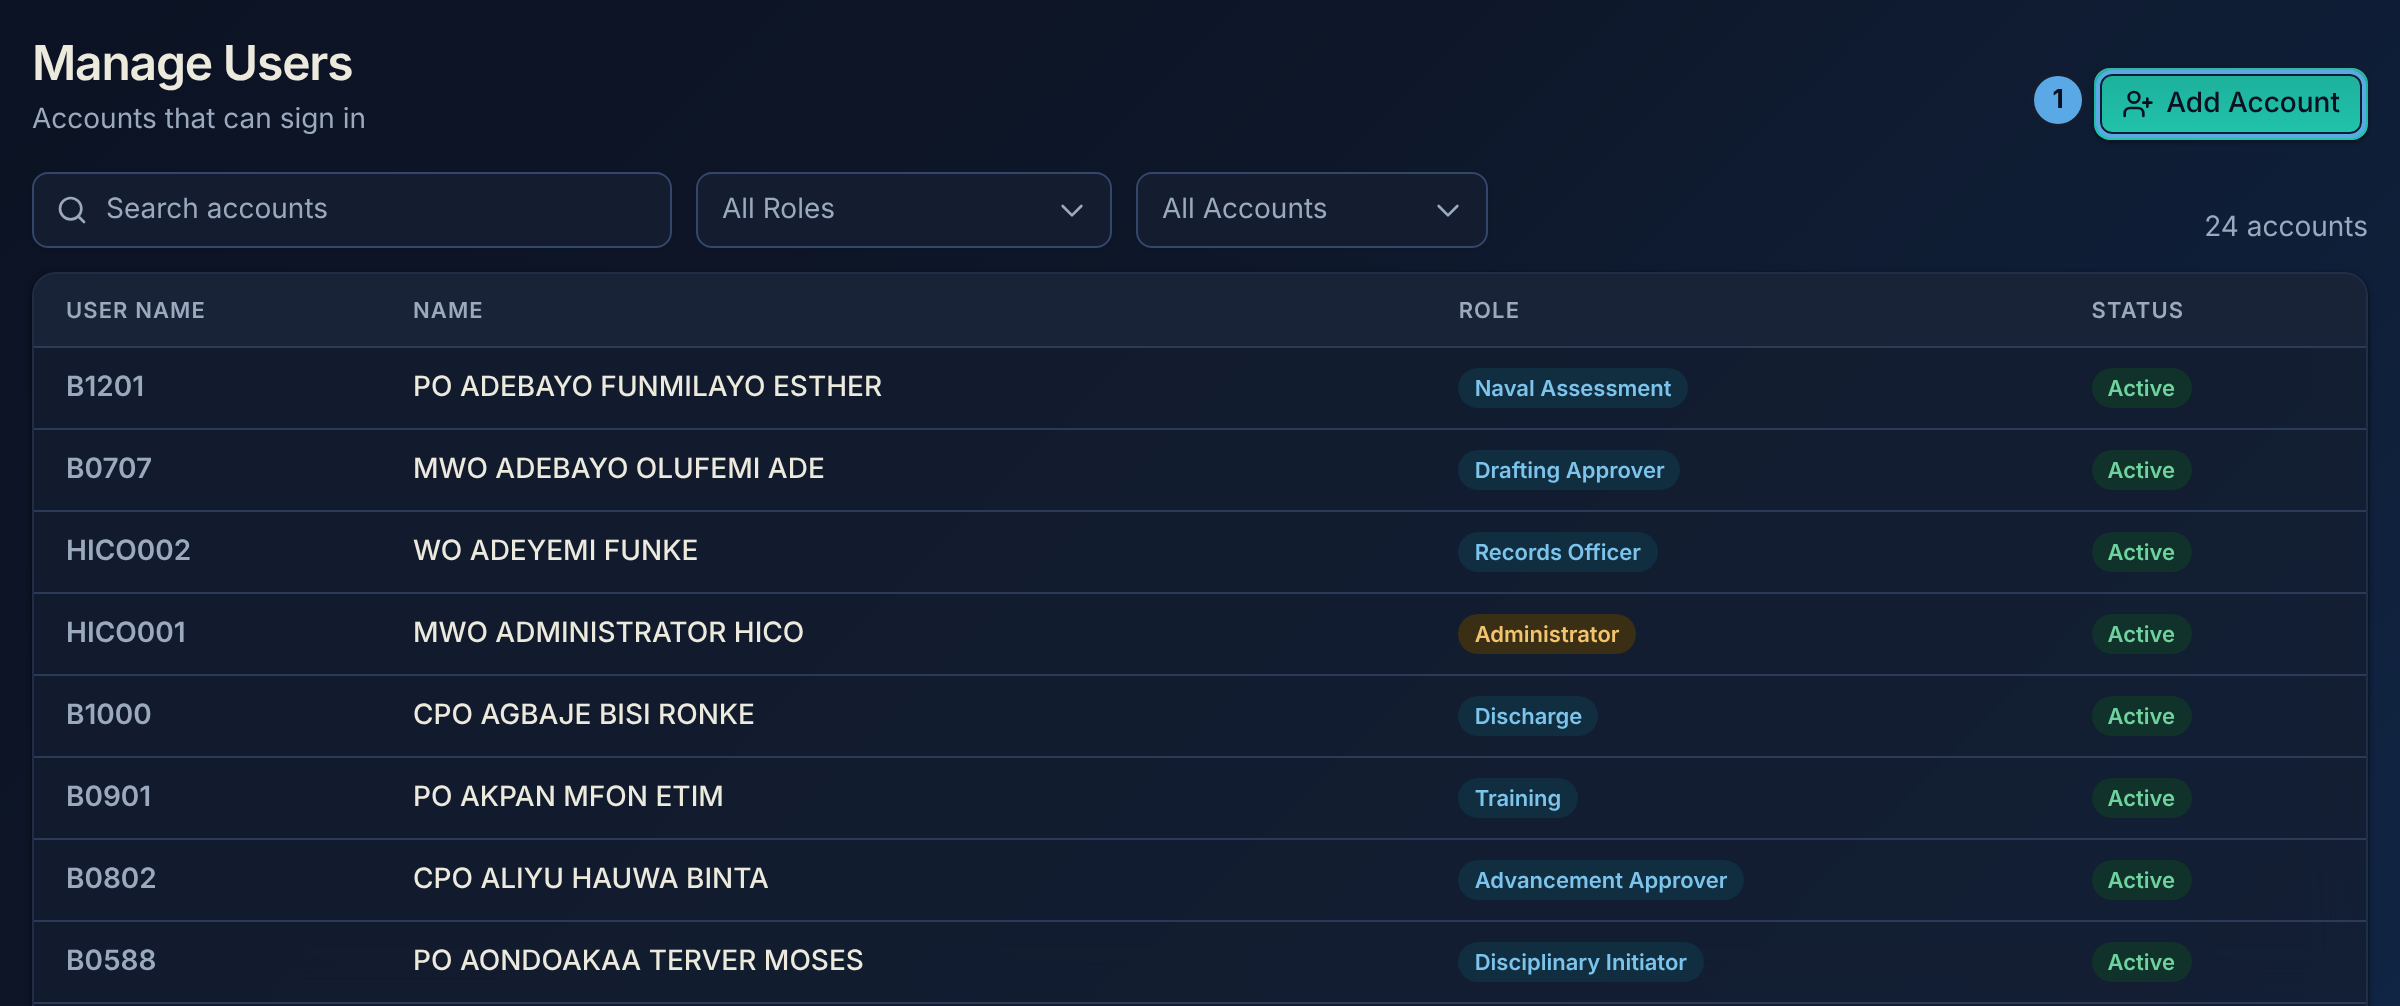 Manage Users
Accounts that can sign in
1
Add Account
Search accounts
All Roles
All Accounts
24 accounts
USER NAME NAME ROLE STATUS
B1201 PO ADEBAYO FUNMILAYO ESTHER Naval Assessment Active
B0707 MWO ADEBAYO OLUFEMI ADE Drafting Approver Active
HICO002 WO ADEYEMI FUNKE Records Officer Active
HICO001 MWO ADMINISTRATOR HICO Administrator Active
B1000 CPO AGBAJE BISI RONKE Discharge Active
B0901 PO AKPAN MFON ETIM Training Active
B0802 CPO ALIYU HAUWA BINTA Advancement Approver Active
B0588 PO AONDOAKAA TERVER MOSES Disciplinary Initiator Active